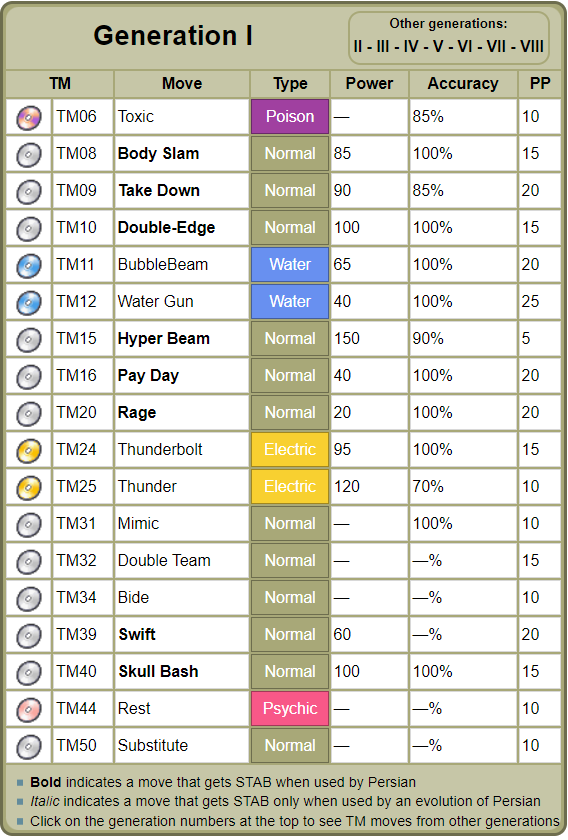 Generation I
Other generations:
II - III - IV - V - VI - VII - VIII
TM Move Type Power Accuracy PP
TM06 Toxic Poison — 85% 10
TM08 Body Slam Normal 85 100% 15
TM09 Take Down Normal 90 85% 20
TM10 Double-Edge Normal 100 100% 15
TM11 BubbleBeam Water 65 100% 20
TM12 Water Gun Water 40 100% 25
TM15 Hyper Beam Normal 150 90% 5
TM16 Pay Day Normal 40 100% 20
TM20 Rage Normal 20 100% 20
TM24 Thunderbolt Electric 95 100% 15
TM25 Thunder Electric 120 70% 10
TM31 Mimic Normal — 100% 10
TM32 Double Team Normal — —% 15
TM34 Bide Normal — —% 10
TM39 Swift Normal 60 —% 20
TM40 Skull Bash Normal 100 100% 15
TM44 Rest Psychic — —% 10
TM50 Substitute Normal — —% 10
Bold indicates a move that gets STAB when used by Persian
Italic indicates a move that gets STAB only when used by an evolution of Persian
Click on the generation numbers at the top to see TM moves from other generations